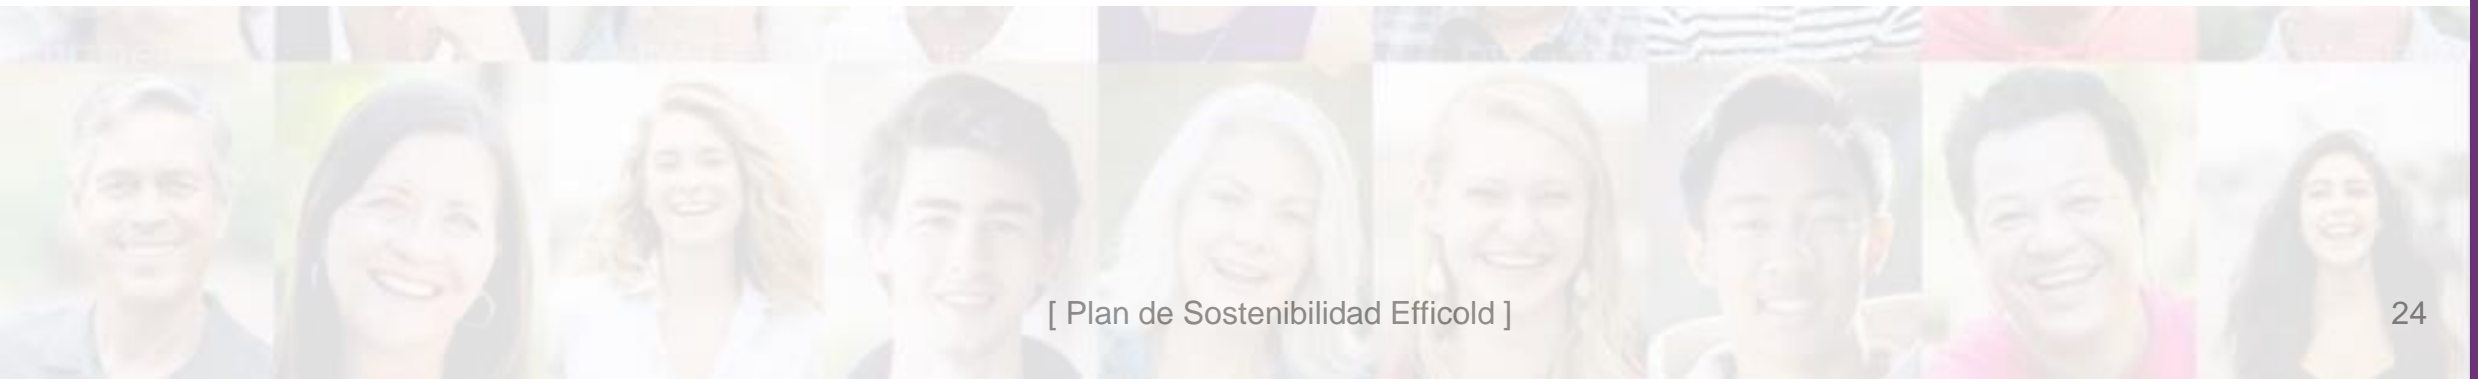 [ Plan de Sostenibilidad Efficold ]
24